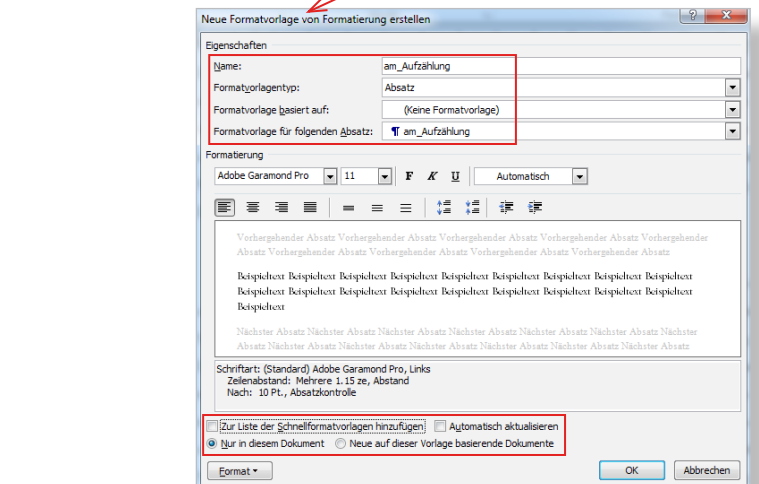 Neue Formatvorlage von Formatierung erstellen
Eigenschaften
Name: am_Aufzählung
Formatvorlagentyp: Absatz
Formatvorlage basiert auf: (Keine Formatvorlage)
Formatvorlage für folgenden Absatz: ¶ am_Aufzählung
Formatierung
Adobe Garamond Pro 11 F K U Automatisch
Vorhergehender Absatz Vorhergehender Absatz Vorhergehender Absatz Vorhergehender Absatz Vorhergehender
Absatz Vorhergehender Absatz Vorhergehender Absatz Vorhergehender Absatz Vorhergehender Absatz
Beispieltext Beispieltext Beispieltext Beispieltext Beispieltext Beispieltext Beispieltext Beispieltext Beispieltext
Beispieltext Beispieltext Beispieltext Beispieltext Beispieltext Beispieltext Beispieltext Beispieltext Beispieltext
Beispieltext
Nächster Absatz Nächster Absatz Nächster Absatz Nächster Absatz Nächster Absatz Nächster Absatz Nächster
Absatz Nächster Absatz Nächster Absatz Nächster Absatz Nächster Absatz Nächster Absatz Nächster Absatz
Schriftart: (Standard) Adobe Garamond Pro, Links
Zeilenabstand: Mehrere 1.15 ze, Abstand
Nach: 10 Pt., Absatzkontrolle
Zur Liste der Schnellformatvorlagen hinzufügen Automatisch aktualisieren
Nur in diesem Dokument Neue auf dieser Vorlage basierende Dokumente
Format OK Abbrechen